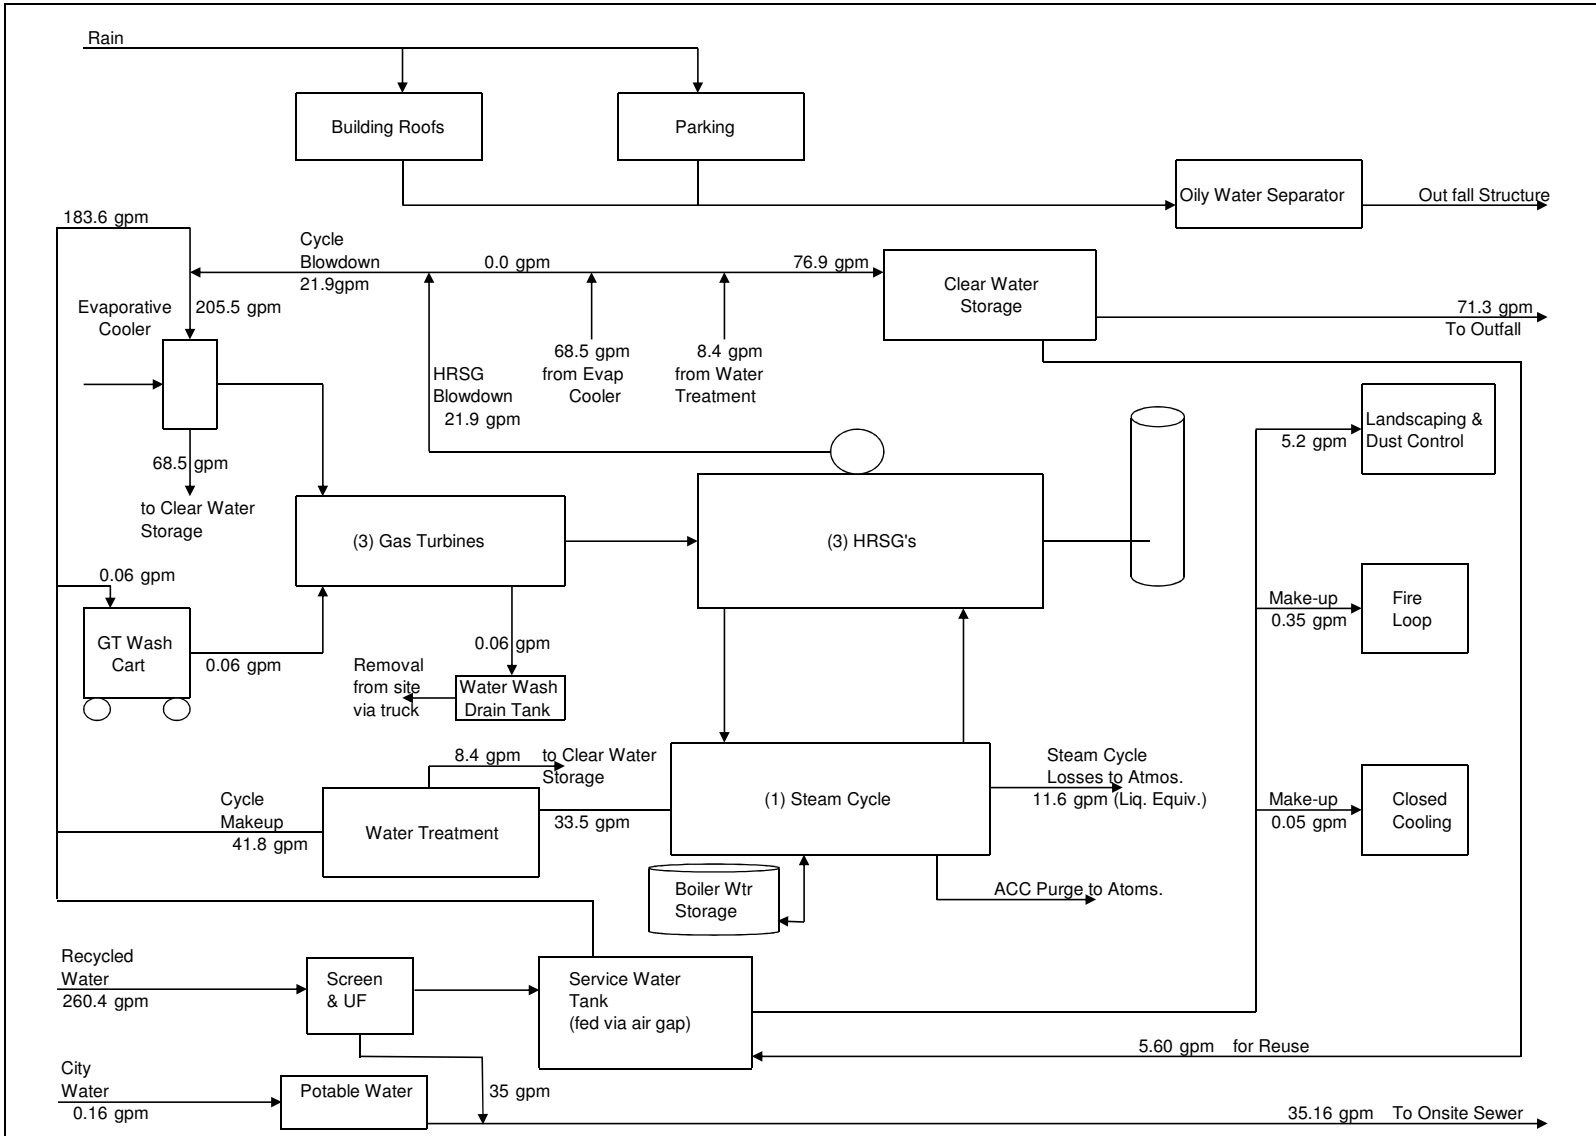 Rain
Building Roofs
Parking
Oily Water Separator
Out fall Structure
183.6 gpm
Cycle
Blowdown
21.9gpm
0.0 gpm
76.9 gpm
Clear Water
Storage
71.3 gpm
To Outfall
Evaporative
Cooler
205.5 gpm
HRSG
Blowdown
21.9 gpm
68.5 gpm
from Evap
Cooler
8.4 gpm
from Water
Treatment
68.5 gpm
to Clear Water
Storage
5.2 gpm
Landscaping &
Dust Control
(3) Gas Turbines
(3) HRSG's
0.06 gpm
GT Wash
Cart
0.06 gpm
0.06 gpm
Removal
from site
via truck
Water Wash
Drain Tank
Make-up
0.35 gpm
Fire
Loop
8.4 gpm
to Clear Water
Storage
Cycle
Makeup
41.8 gpm
Water Treatment
33.5 gpm
(1) Steam Cycle
Steam Cycle
Losses to Atmos.
11.6 gpm (Liq. Equiv.)
Make-up
0.05 gpm
Closed
Cooling
Boiler Wtr
Storage
ACC Purge to Atoms.
Recycled
Water
260.4 gpm
Screen
& UF
Service Water
Tank
(fed via air gap)
5.60 gpm for Reuse
City
Water
0.16 gpm
Potable Water
35 gpm
35.16 gpm To Onsite Sewer